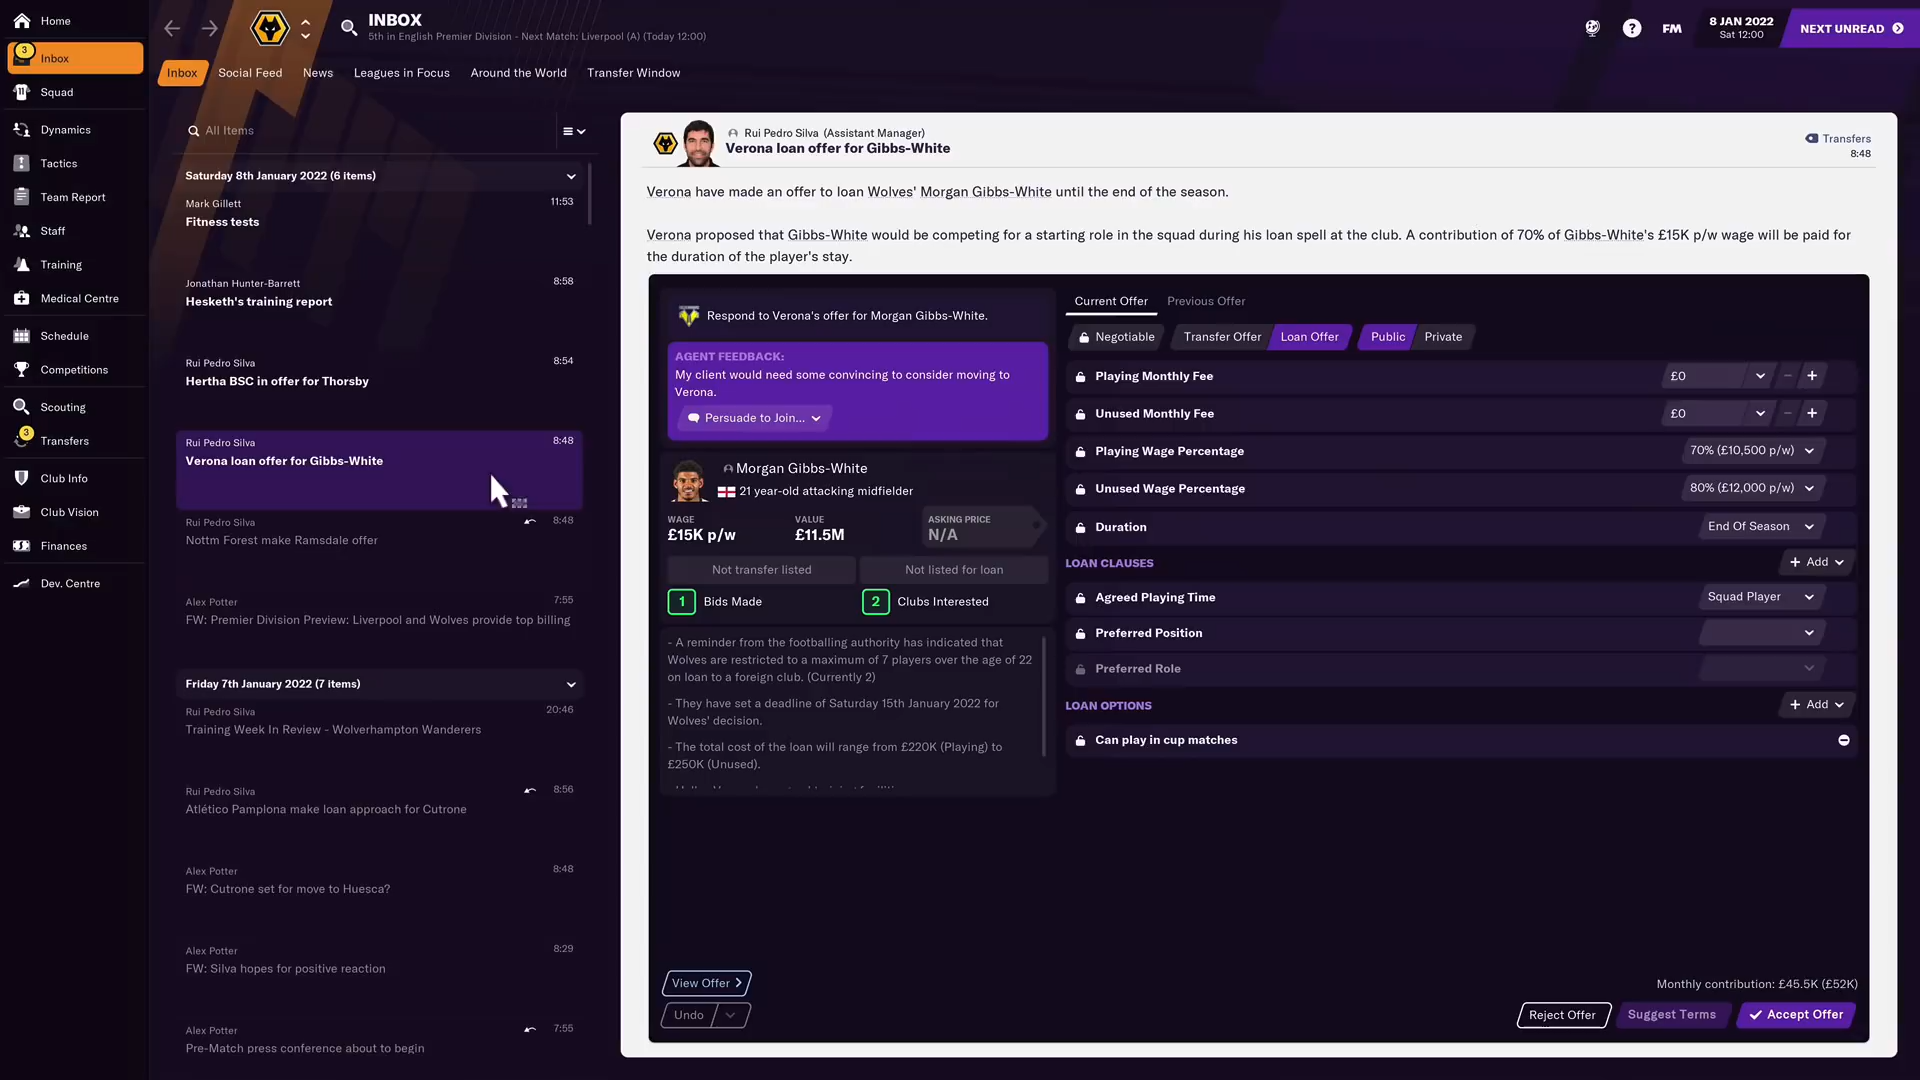 Home
3
Inbox
Squad
Dynamics
Tactics
Team Report
Staff
Training
Medical Centre
Schedule
Competitions
Scouting
3
Transfers
Club Info
Club Vision
Finances
Dev. Centre
INBOX
5th in English Premier Division - Next Match: Liverpool (A) (Today 12:00)
FM
8 JAN 2022
Sat 12:00
NEXT UNREAD
Inbox
Social Feed
News
Leagues in Focus
Around the World
Transfer Window
All Items
Saturday 8th January 2022 (6 items)
Mark Gillett 11:53
Fitness tests
Jonathan Hunter-Barrett 8:58
Hesketh's training report
Rui Pedro Silva 8:54
Hertha BSC in offer for Thorsby
Rui Pedro Silva 8:48
Verona loan offer for Gibbs-White
Rui Pedro Silva 8:48
Nottm Forest make Ramsdale offer
Alex Potter 7:55
FW: Premier Division Preview: Liverpool and Wolves provide top billing
Friday 7th January 2022 (7 items)
Rui Pedro Silva 20:46
Training Week In Review - Wolverhampton Wanderers
Rui Pedro Silva 8:56
Atlético Pamplona make loan approach for Cutrone
Alex Potter 8:48
FW: Cutrone set for move to Huesca?
Alex Potter 8:29
FW: Silva hopes for positive reaction
Alex Potter 7:55
Pre-Match press conference about to begin
Rui Pedro Silva (Assistant Manager)
Verona loan offer for Gibbs-White
Transfers
8:48
Verona have made an offer to loan Wolves' Morgan Gibbs-White until the end of the season.
Verona proposed that Gibbs-White would be competing for a starting role in the squad during his loan spell at the club. A contribution of 70% of Gibbs-White's £15K p/w wage will be paid for
the duration of the player's stay.
Respond to Verona's offer for Morgan Gibbs-White.
AGENT FEEDBACK:
My client would need some convincing to consider moving to
Verona.
Persuade to Join...
Morgan Gibbs-White
21 year-old attacking midfielder
WAGE VALUE ASKING PRICE
£15K p/w £11.5M N/A
Not transfer listed Not listed for loan
1 Bids Made 2 Clubs Interested
- A reminder from the footballing authority has indicated that
Wolves are restricted to a maximum of 7 players over the age of 22
on loan to a foreign club. (Currently 2)
- They have set a deadline of Saturday 15th January 2022 for
Wolves' decision.
- The total cost of the loan will range from £220K (Playing) to
£250K (Unused).
Current Offer Previous Offer
Negotiable Transfer Offer Loan Offer Public Private
Playing Monthly Fee £0
Unused Monthly Fee £0
Playing Wage Percentage 70% (£10,500 p/w)
Unused Wage Percentage 80% (£12,000 p/w)
Duration End Of Season
LOAN CLAUSES + Add
Agreed Playing Time Squad Player
Preferred Position
Preferred Role
LOAN OPTIONS + Add
Can play in cup matches
View Offer
Undo
Monthly contribution: £45.5K (£52K)
Reject Offer Suggest Terms Accept Offer